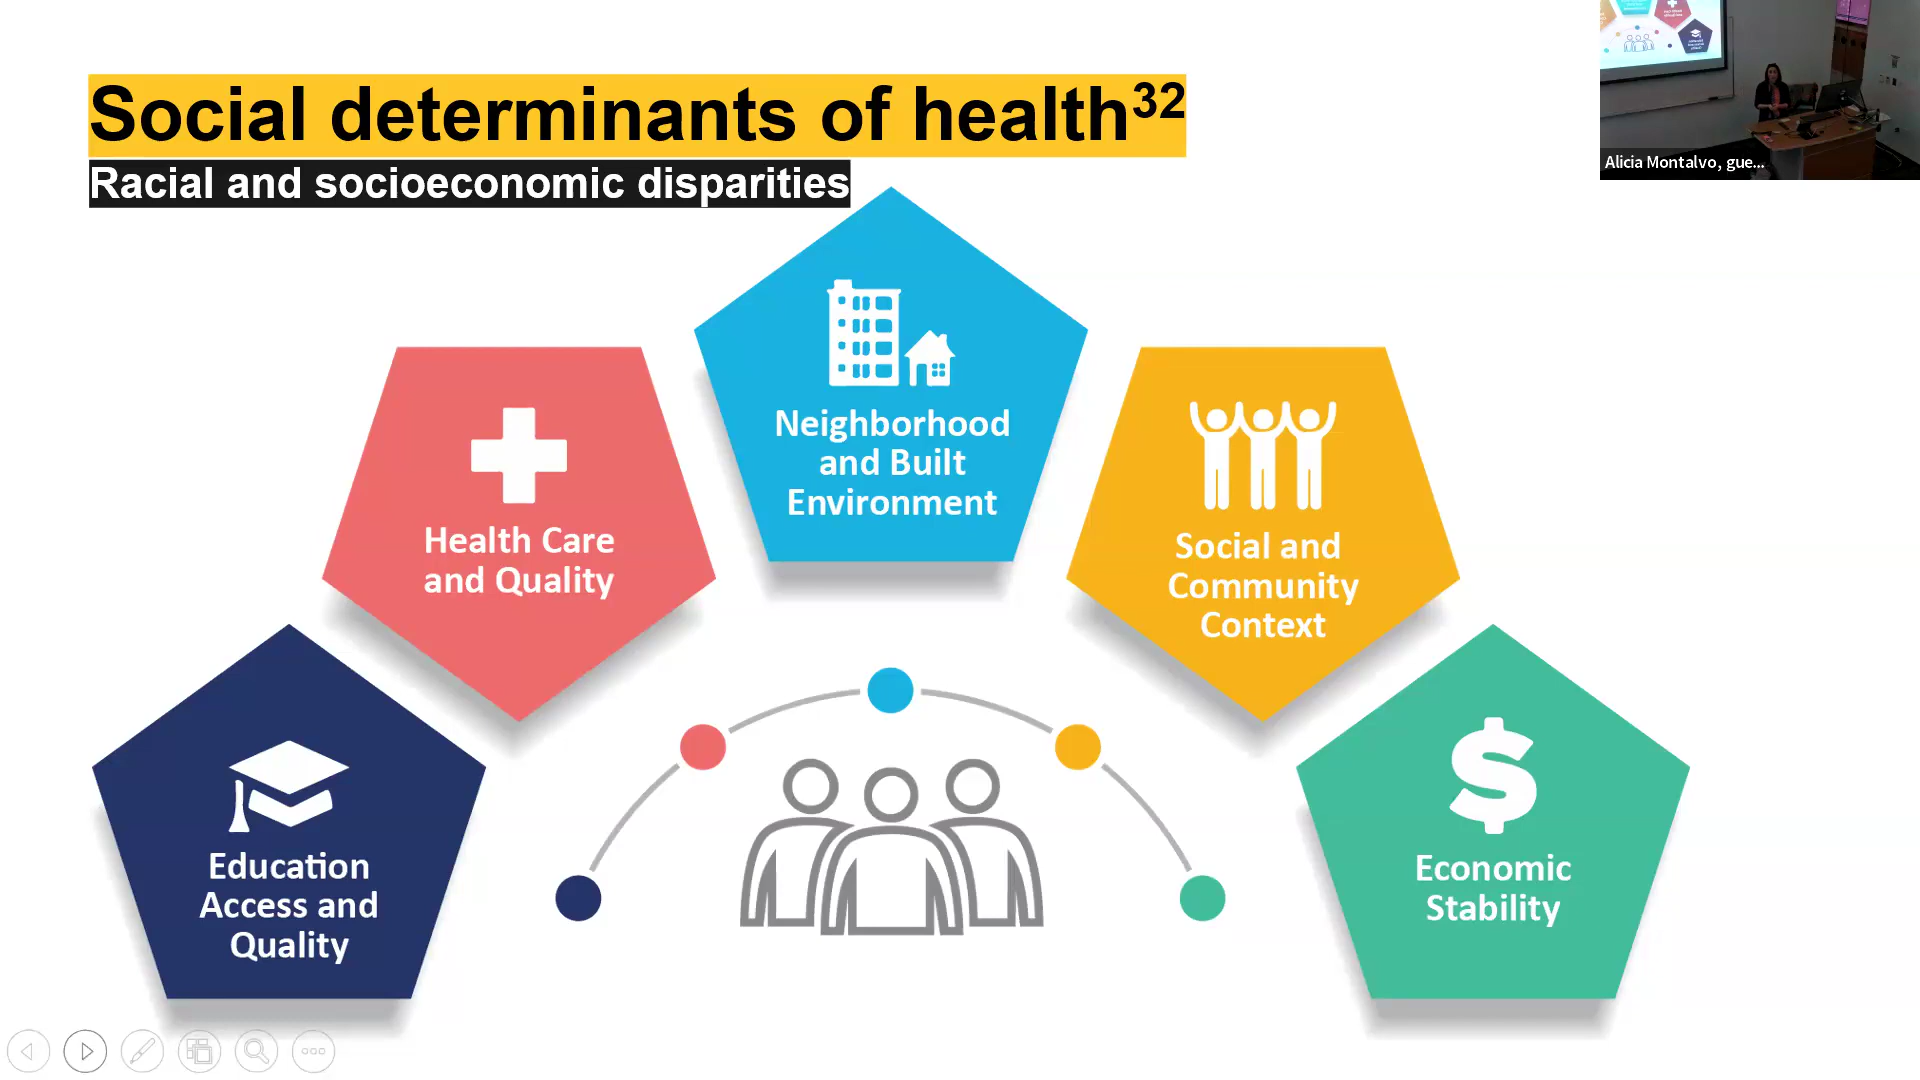 Social determinants of health³²
Racial and socioeconomic disparities
Alicia Montalvo, gue...
Neighborhood
and Built
Environment
Health Care
and Quality
Social and
Community
Context
Education
Access and
Quality
Economic
Stability